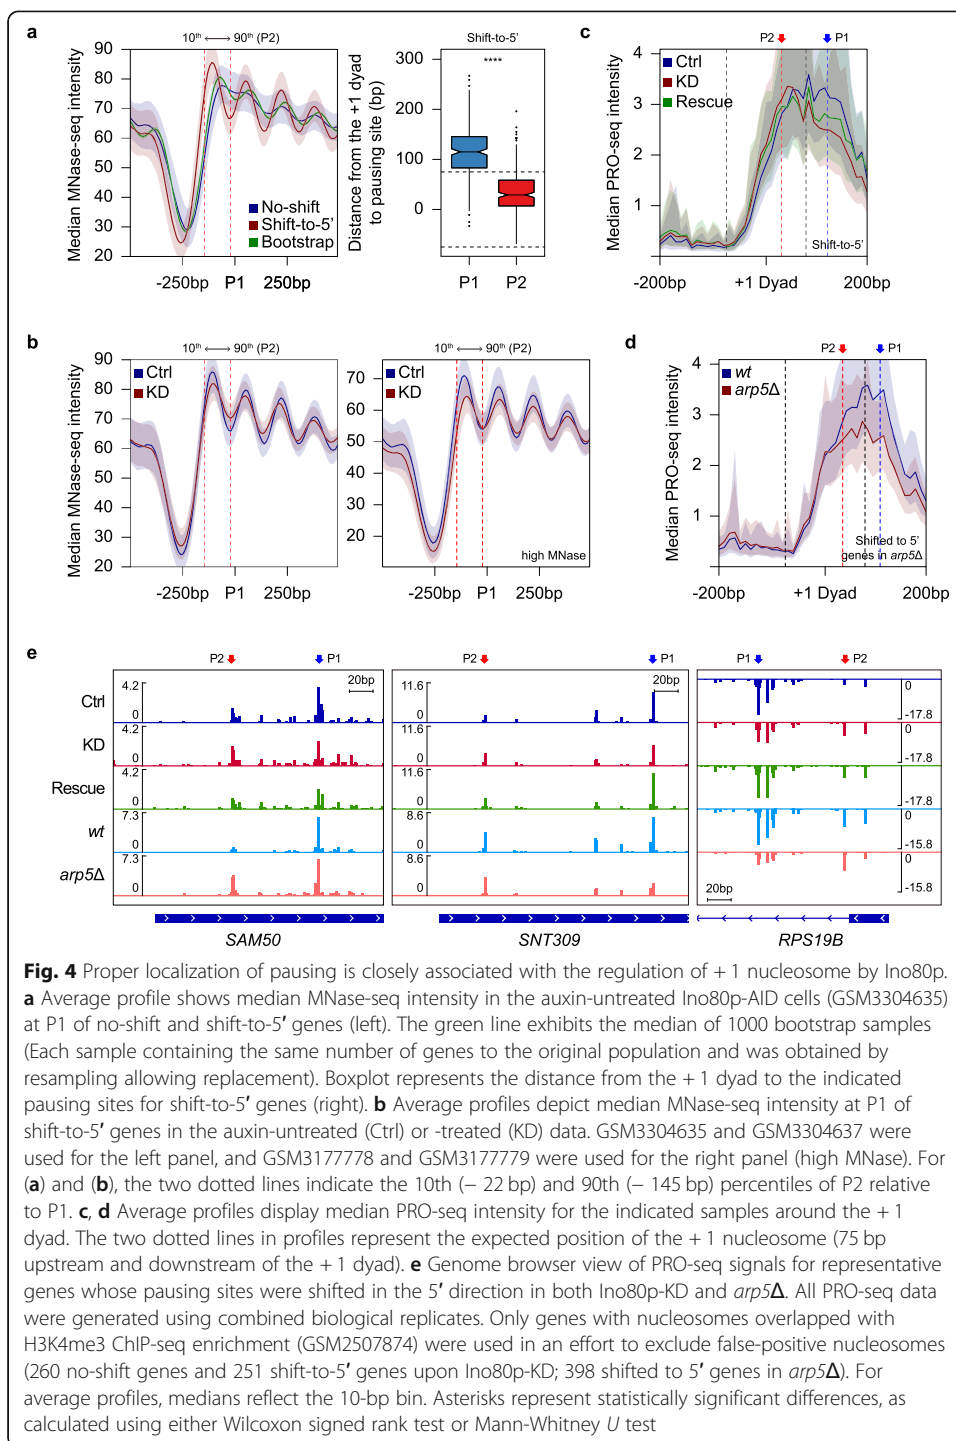 a
10th ⟷ 90th (P2)
Median MNase-seq intensity
90
80
70
60
50
40
30
20
No-shift
Shift-to-5'
Bootstrap
-250bp
P1
250bp
Shift-to-5'
Distance from the +1 dyad
to pausing site (bp)
300
200
100
0
****
P1
P2
c
P2
P1
Median PRO-seq intensity
4
3
2
1
Ctrl
KD
Rescue
Shift-to-5'
-200bp
+1 Dyad
200bp
b
10th ⟷ 90th (P2)
Median MNase-seq intensity
90
80
70
60
50
40
30
20
Ctrl
KD
-250bp
P1
250bp
10th ⟷ 90th (P2)
70
60
50
40
30
20
Ctrl
KD
high MNase
-250bp
P1
250bp
d
P2
P1
Median PRO-seq intensity
4
3
2
1
wt
arp5Δ
Shifted to 5'
genes in arp5Δ
-200bp
+1 Dyad
200bp
e
P2
P1
P2
P1
P1
P2
Ctrl
4.2
0
20bp
11.6
0
20bp
0
-17.8
KD
4.2
0
11.6
0
0
-17.8
Rescue
4.2
0
11.6
0
0
-17.8
wt
7.3
0
8.6
0
0
-15.8
arp5Δ
7.3
0
8.6
0
0
-15.8
20bp
SAM50
SNT309
RPS19B
Fig. 4 Proper localization of pausing is closely associated with the regulation of + 1 nucleosome by Ino80p.
a Average profile shows median MNase-seq intensity in the auxin-untreated Ino80p-AID cells (GSM3304635)
at P1 of no-shift and shift-to-5′ genes (left). The green line exhibits the median of 1000 bootstrap samples
(Each sample containing the same number of genes to the original population and was obtained by
resampling allowing replacement). Boxplot represents the distance from the + 1 dyad to the indicated
pausing sites for shift-to-5′ genes (right). b Average profiles depict median MNase-seq intensity at P1 of
shift-to-5′ genes in the auxin-untreated (Ctrl) or -treated (KD) data. GSM3304635 and GSM3304637 were
used for the left panel, and GSM3177778 and GSM3177779 were used for the right panel (high MNase). For
(a) and (b), the two dotted lines indicate the 10th (− 22 bp) and 90th (− 145 bp) percentiles of P2 relative
to P1. c, d Average profiles display median PRO-seq intensity for the indicated samples around the + 1
dyad. The two dotted lines in profiles represent the expected position of the + 1 nucleosome (75 bp
upstream and downstream of the + 1 dyad). e Genome browser view of PRO-seq signals for representative
genes whose pausing sites were shifted in the 5′ direction in both Ino80p-KD and arp5Δ. All PRO-seq data
were generated using combined biological replicates. Only genes with nucleosomes overlapped with
H3K4me3 ChIP-seq enrichment (GSM2507874) were used in an effort to exclude false-positive nucleosomes
(260 no-shift genes and 251 shift-to-5′ genes upon Ino80p-KD; 398 shifted to 5′ genes in arp5Δ). For
average profiles, medians reflect the 10-bp bin. Asterisks represent statistically significant differences, as
calculated using either Wilcoxon signed rank test or Mann-Whitney U test